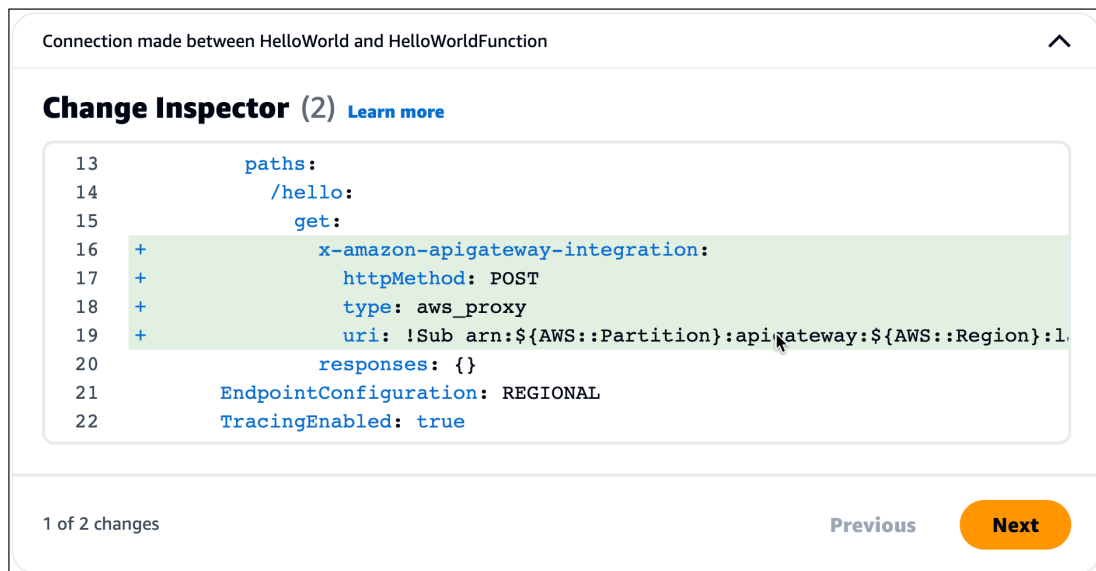 Connection made between HelloWorld and HelloWorldFunction
Change Inspector (2) Learn more
13 paths:
14 /hello:
15 get:
16 + x-amazon-apigateway-integration:
17 + httpMethod: POST
18 + type: aws_proxy
19 + uri: !Sub arn:${AWS::Partition}:apigateway:${AWS::Region}:l
20 responses: {}
21 EndpointConfiguration: REGIONAL
22 TracingEnabled: true
1 of 2 changes Previous Next